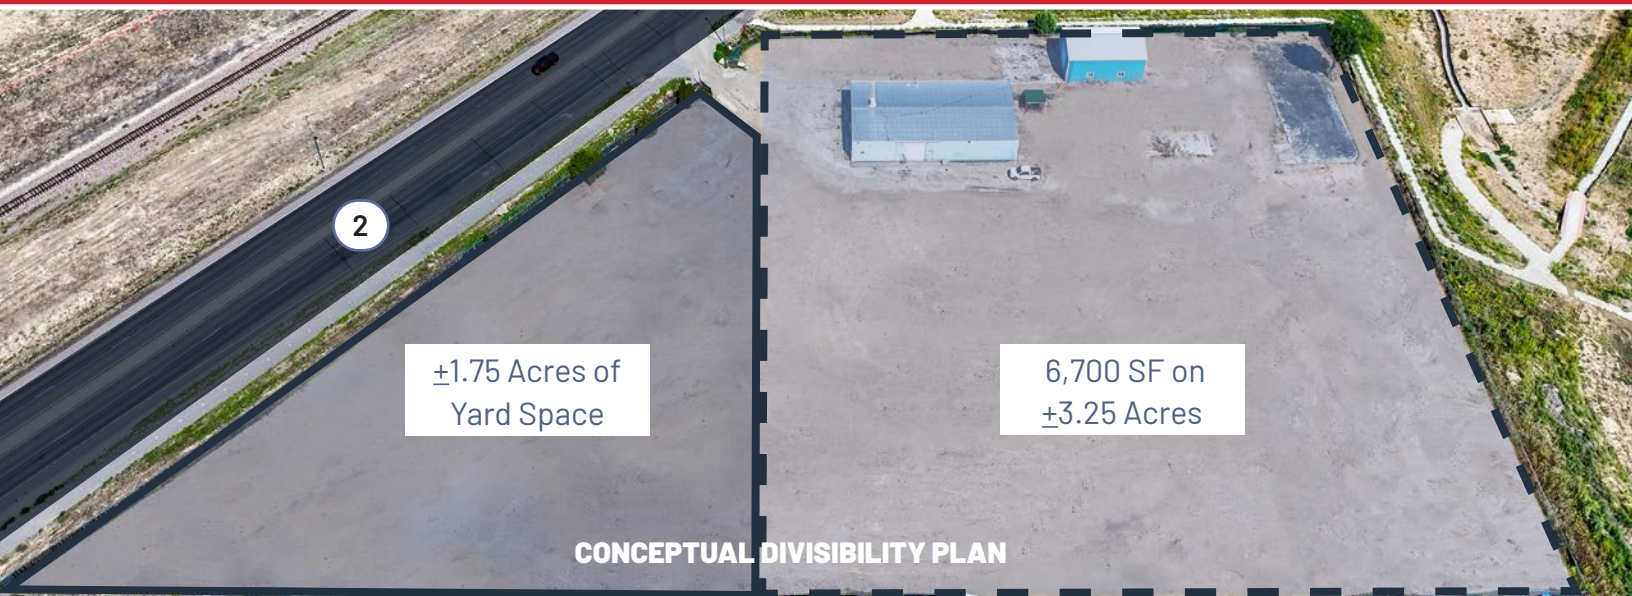 2
±1.75 Acres of
Yard Space
6,700 SF on
±3.25 Acres
CONCEPTUAL DIVISIBILITY PLAN